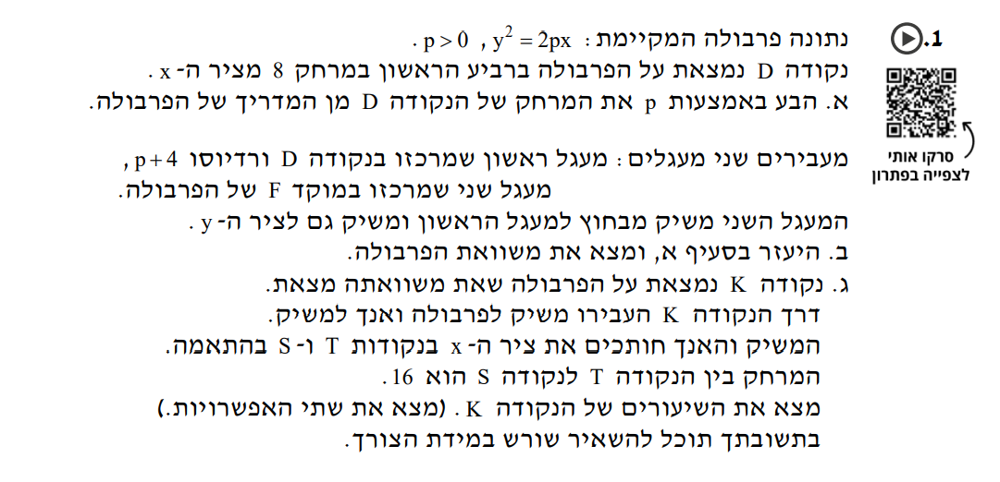 1. נתונה פרבולה המקיימת: y² = 2px , p > 0 .
נקודה D נמצאת על הפרבולה ברביע הראשון במרחק 8 מציר ה-x .
א. הבע באמצעות p את המרחק של הנקודה D מן המדריך של הפרבולה.
מעבירים שני מעגלים: מעגל ראשון שמרכזו בנקודה D ורדיוסו p+4 ,
מעגל שני שמרכזו במוקד F של הפרבולה.
המעגל השני משיק מבחוץ למעגל הראשון ומשיק גם לציר ה-y .
ב. היעזר בסעיף א, ומצא את משוואת הפרבולה.
ג. נקודה K נמצאת על הפרבולה שאת משוואתה מצאת.
דרך הנקודה K העבירו משיק לפרבולה ואנך למשיק.
המשיק והאנך חותכים את ציר ה-x בנקודות T ו-S בהתאמה.
המרחק בין הנקודה T לנקודה S הוא 16 .
מצא את השיעורים של הנקודה K . (מצא את שתי האפשרויות.)
בתשובתך תוכל להשאיר שורש במידת הצורך.
סרקו אותי
לצפייה בפתרון